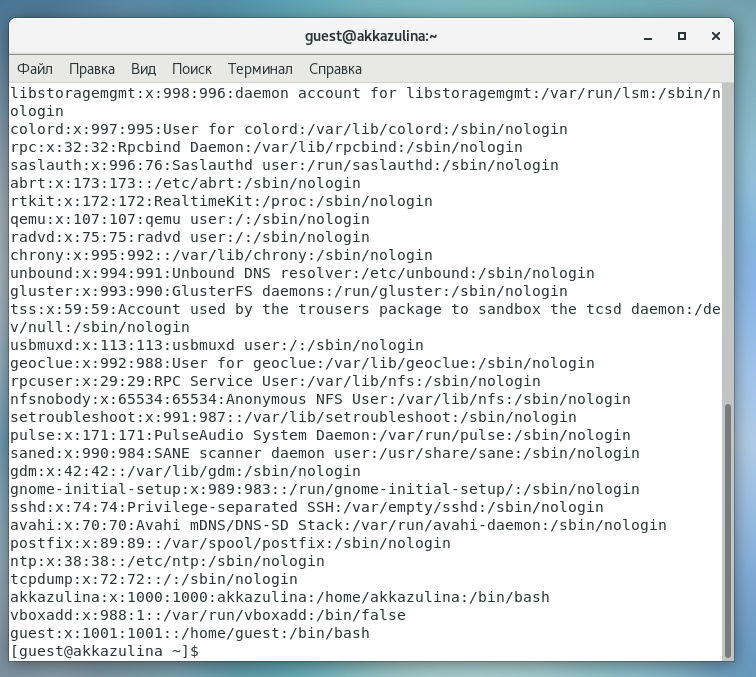 guest@akkazulina:~
Файл Правка Вид Поиск Терминал Справка
libstoragemgmt:x:998:996:daemon account for libstoragemgmt:/var/run/lsm:/sbin/n
ologin
colord:x:997:995:User for colord:/var/lib/colord:/sbin/nologin
rpc:x:32:32:Rpcbind Daemon:/var/lib/rpcbind:/sbin/nologin
saslauth:x:996:76:Saslauthd user:/run/saslauthd:/sbin/nologin
abrt:x:173:173::/etc/abrt:/sbin/nologin
rtkit:x:172:172:RealtimeKit:/proc:/sbin/nologin
qemu:x:107:107:qemu user:/:/sbin/nologin
radvd:x:75:75:radvd user:/:/sbin/nologin
chrony:x:995:992::/var/lib/chrony:/sbin/nologin
unbound:x:994:991:Unbound DNS resolver:/etc/unbound:/sbin/nologin
gluster:x:993:990:GlusterFS daemons:/run/gluster:/sbin/nologin
tss:x:59:59:Account used by the trousers package to sandbox the tcsd daemon:/de
v/null:/sbin/nologin
usbmuxd:x:113:113:usbmuxd user:/:/sbin/nologin
geoclue:x:992:988:User for geoclue:/var/lib/geoclue:/sbin/nologin
rpcuser:x:29:29:RPC Service User:/var/lib/nfs:/sbin/nologin
nfsnobody:x:65534:65534:Anonymous NFS User:/var/lib/nfs:/sbin/nologin
setroubleshoot:x:991:987::/var/lib/setroubleshoot:/sbin/nologin
pulse:x:171:171:PulseAudio System Daemon:/var/run/pulse:/sbin/nologin
saned:x:990:984:SANE scanner daemon user:/usr/share/sane:/sbin/nologin
gdm:x:42:42::/var/lib/gdm:/sbin/nologin
gnome-initial-setup:x:989:983::/run/gnome-initial-setup/:/sbin/nologin
sshd:x:74:74:Privilege-separated SSH:/var/empty/sshd:/sbin/nologin
avahi:x:70:70:Avahi mDNS/DNS-SD Stack:/var/run/avahi-daemon:/sbin/nologin
postfix:x:89:89::/var/spool/postfix:/sbin/nologin
ntp:x:38:38::/etc/ntp:/sbin/nologin
tcpdump:x:72:72::/:/sbin/nologin
akkazulina:x:1000:1000:akkazulina:/home/akkazulina:/bin/bash
vboxadd:x:988:1::/var/run/vboxadd:/bin/false
guest:x:1001:1001::/home/guest:/bin/bash
[guest@akkazulina ~]$